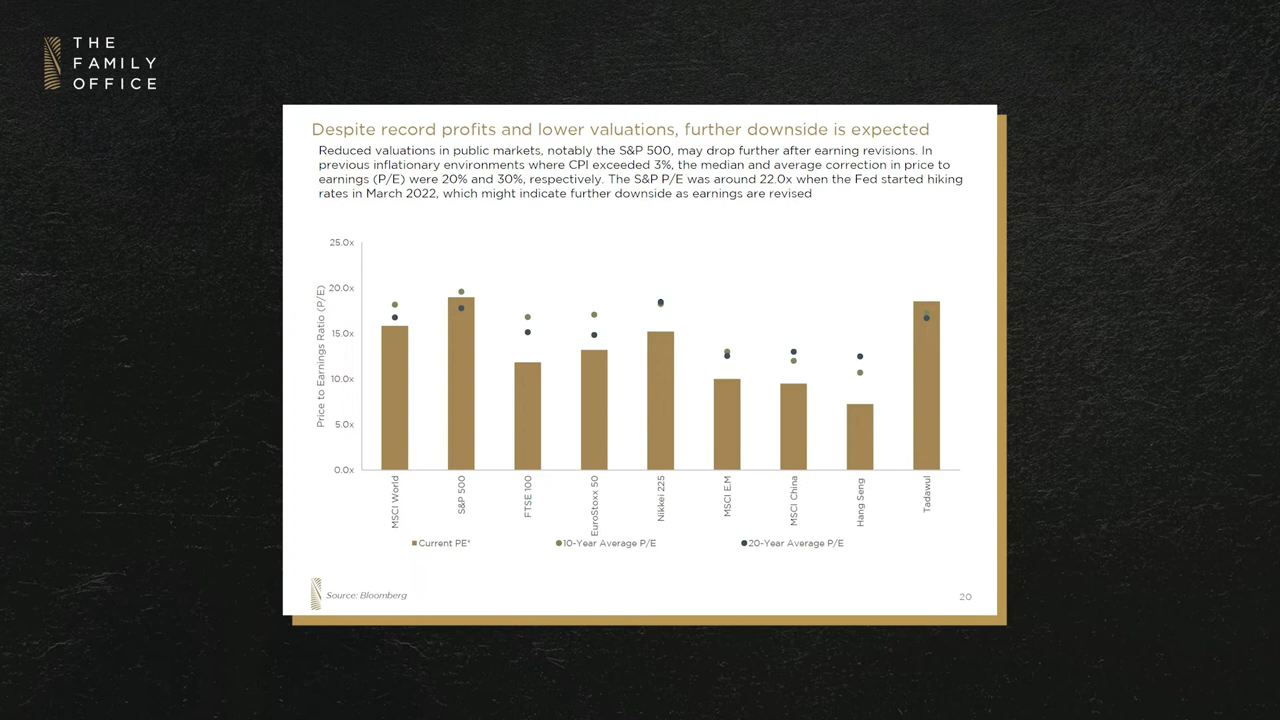 THE
FAMILY
OFFICE
Despite record profits and lower valuations, further downside is expected
Reduced valuations in public markets, notably the S&P 500, may drop further after earning revisions. In
previous inflationary environments where CPI exceeded 3%, the median and average correction in price to
earnings (P/E) were 20% and 30%, respectively. The S&P P/E was around 22.0x when the Fed started hiking
rates in March 2022, which might indicate further downside as earnings are revised
Price to Earnings Ratio (P/E)
25.0x
20.0x
15.0x
10.0x
5.0x
0.0x
MSCI World
S&P 500
FTSE 100
EuroStoxx 50
Nikkei 225
MSCI E.M
MSCI China
Hang Seng
Tadawul
Current PE*
10-Year Average P/E
20-Year Average P/E
Source: Bloomberg
20